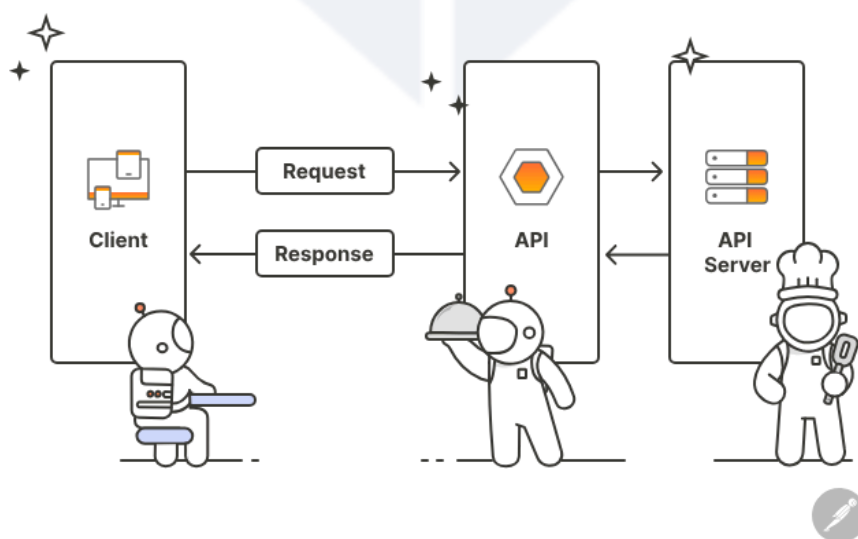 Request
Client
API
API
Server
Response